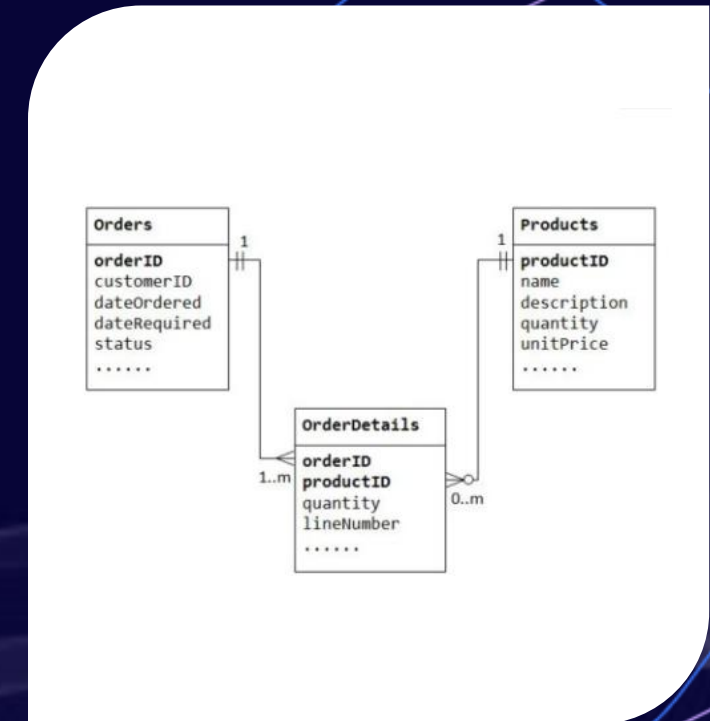 Orders
orderID
customerID
dateOrdered
dateRequired
status
......
1
1
Products
productID
name
description
quantity
unitPrice
......
OrderDetails
orderID
productID
quantity
lineNumber
......
1..m
0..m